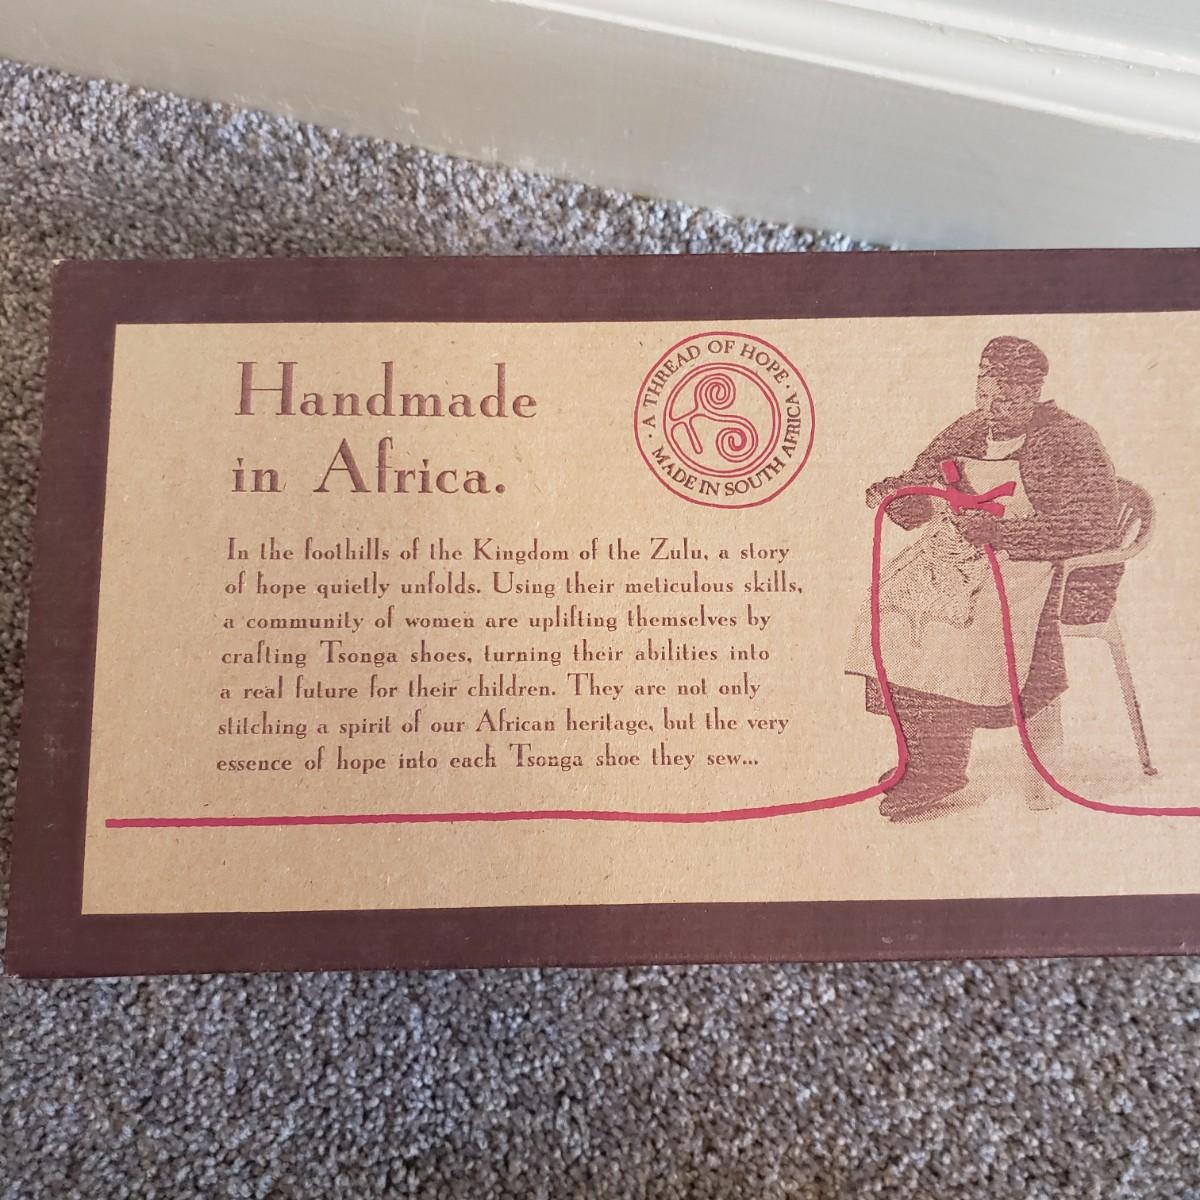 Handmade
in Africa.
· A THREAD OF HOPE ·
MADE IN SOUTH AFRICA
In the foothills of the Kingdom of the Zulu, a story
of hope quietly unfolds. Using their meticulous skills,
a community of women are uplifting themselves by
crafting Tsonga shoes, turning their abilities into
a real future for their children. They are not only
stitching a spirit of our African heritage, but the very
essence of hope into each Tsonga shoe they sew...